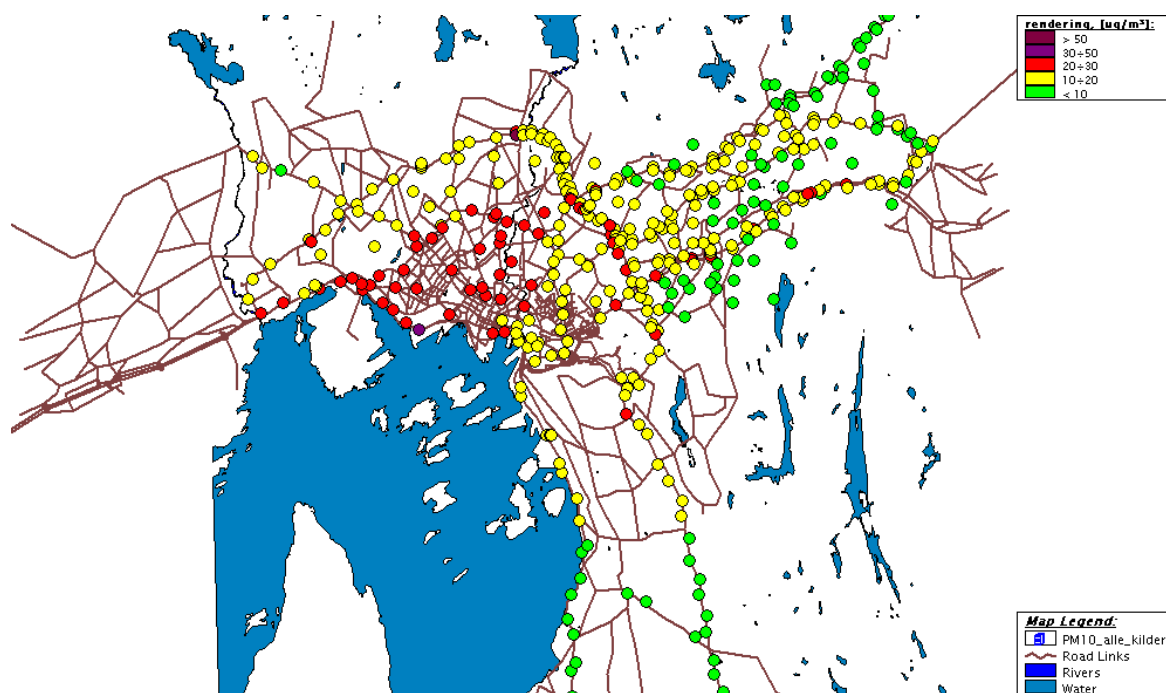 rendering, [ug/m³]:
> 50
30÷50
20÷30
10÷20
< 10
Map Legend:
PM10_alle_kilder
Road Links
Rivers
Water